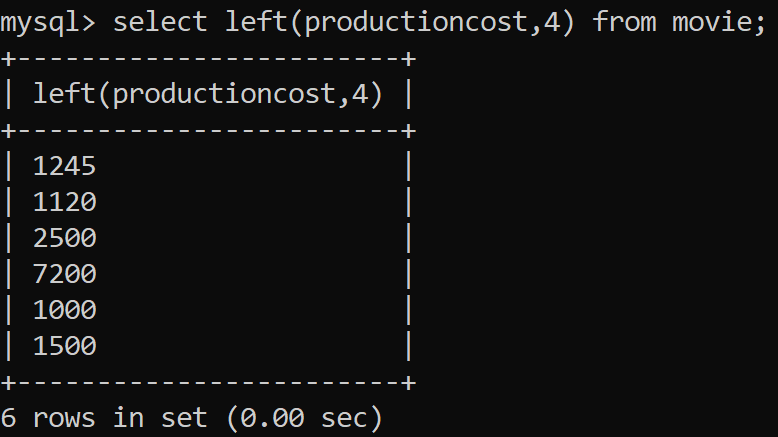 mysql> select left(productioncost,4) from movie;
+------------------------+
| left(productioncost,4) |
+------------------------+
| 1245                   |
| 1120                   |
| 2500                   |
| 7200                   |
| 1000                   |
| 1500                   |
+------------------------+
6 rows in set (0.00 sec)